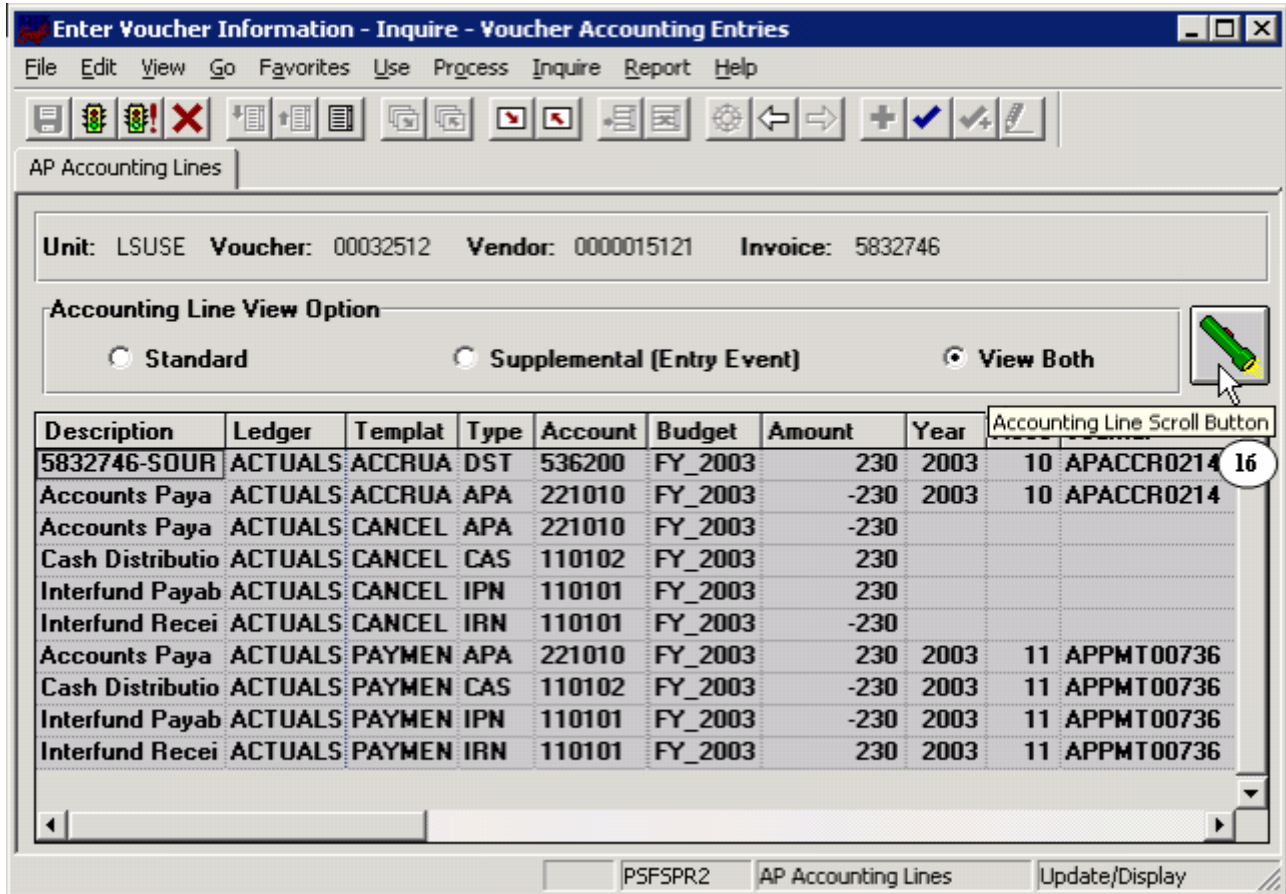 Enter Voucher Information - Inquire - Voucher Accounting Entries
File Edit View Go Favorites Use Process Inquire Report Help
AP Accounting Lines
Unit: LSUSE Voucher: 00032512 Vendor: 0000015121 Invoice: 5832746
Accounting Line View Option
Standard Supplemental (Entry Event) View Both
Accounting Line Scroll Button
Description Ledger Templat Type Account Budget Amount Year
5832746-SOUR ACTUALS ACCRUA DST 536200 FY_2003 230 2003 10 APACCR0214 16
Accounts Paya ACTUALS ACCRUA APA 221010 FY_2003 -230 2003 10 APACCR0214
Accounts Paya ACTUALS CANCEL APA 221010 FY_2003 -230
Cash Distributio ACTUALS CANCEL CAS 110102 FY_2003 230
Interfund Payab ACTUALS CANCEL IPN 110101 FY_2003 230
Interfund Recei ACTUALS CANCEL IRN 110101 FY_2003 -230
Accounts Paya ACTUALS PAYMEN APA 221010 FY_2003 230 2003 11 APPMT00736
Cash Distributio ACTUALS PAYMEN CAS 110102 FY_2003 -230 2003 11 APPMT00736
Interfund Payab ACTUALS PAYMEN IPN 110101 FY_2003 -230 2003 11 APPMT00736
Interfund Recei ACTUALS PAYMEN IRN 110101 FY_2003 230 2003 11 APPMT00736
PSFSPR2 AP Accounting Lines Update/Display